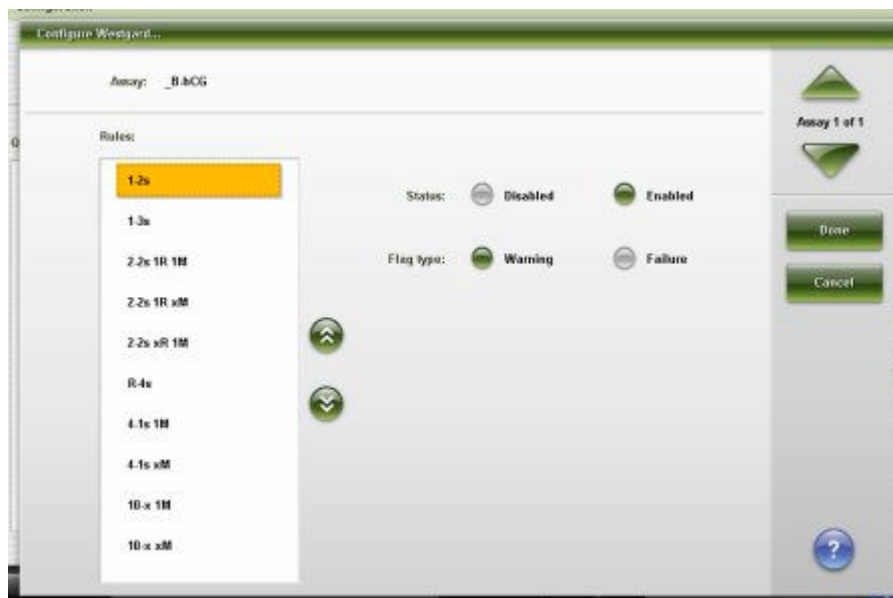 Configure Westgard...
Assay: _B-hCG
Assay 1 of 1
Rules:
1-2s
Status: Disabled Enabled
1-3s
Done
2-2s 1R 1M
Flag type: Warning Failure
Cancel
2-2s 1R xM
2-2s xR 1M
R-4s
4-1s 1M
4-1s xM
10-x 1M
10-x xM
?